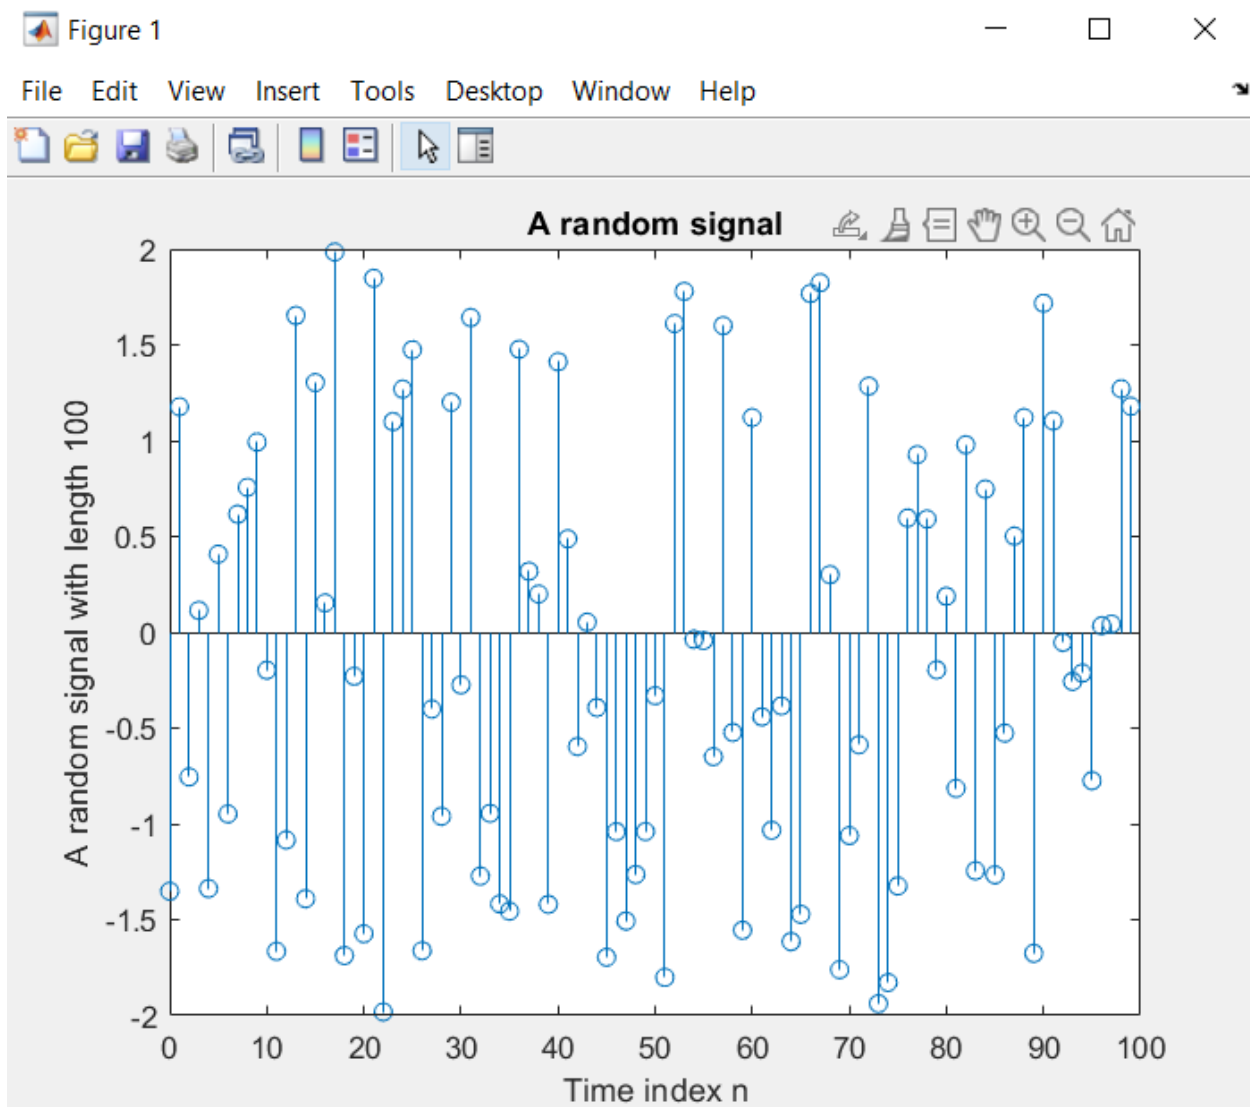 Figure 1
File Edit View Insert Tools Desktop Window Help
A random signal
2
1.5
1
0.5
0
-0.5
-1
-1.5
-2
A random signal with length 100
0 10 20 30 40 50 60 70 80 90 100
Time index n